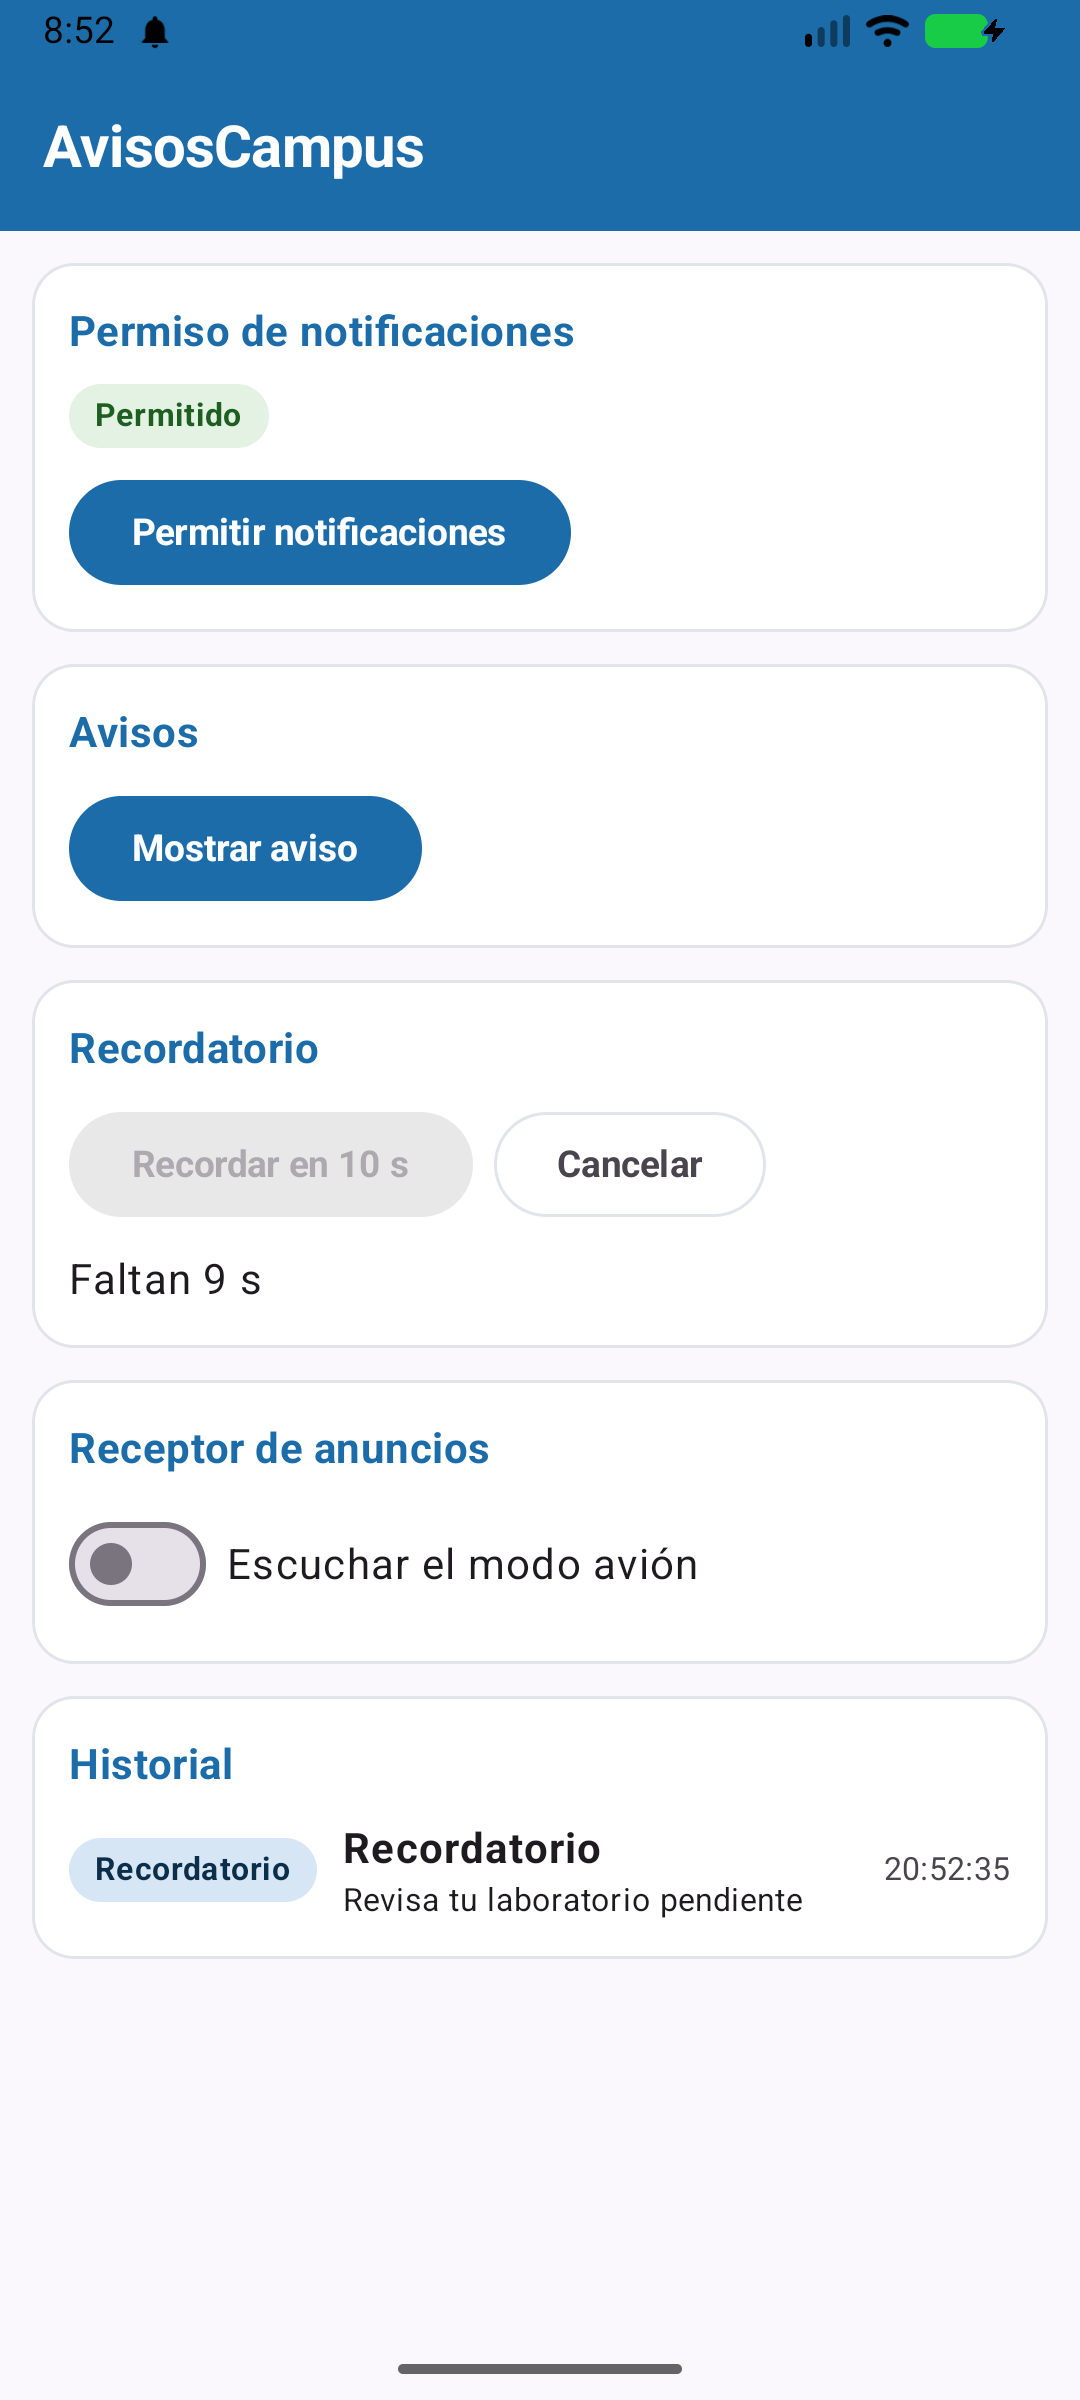 8:52
AvisosCampus
Permiso de notificaciones
Permitido
Permitir notificaciones
Avisos
Mostrar aviso
Recordatorio
Recordar en 10 s
Cancelar
Faltan 9 s
Receptor de anuncios
Escuchar el modo avión
Historial
Recordatorio
Recordatorio
Revisa tu laboratorio pendiente
20:52:35